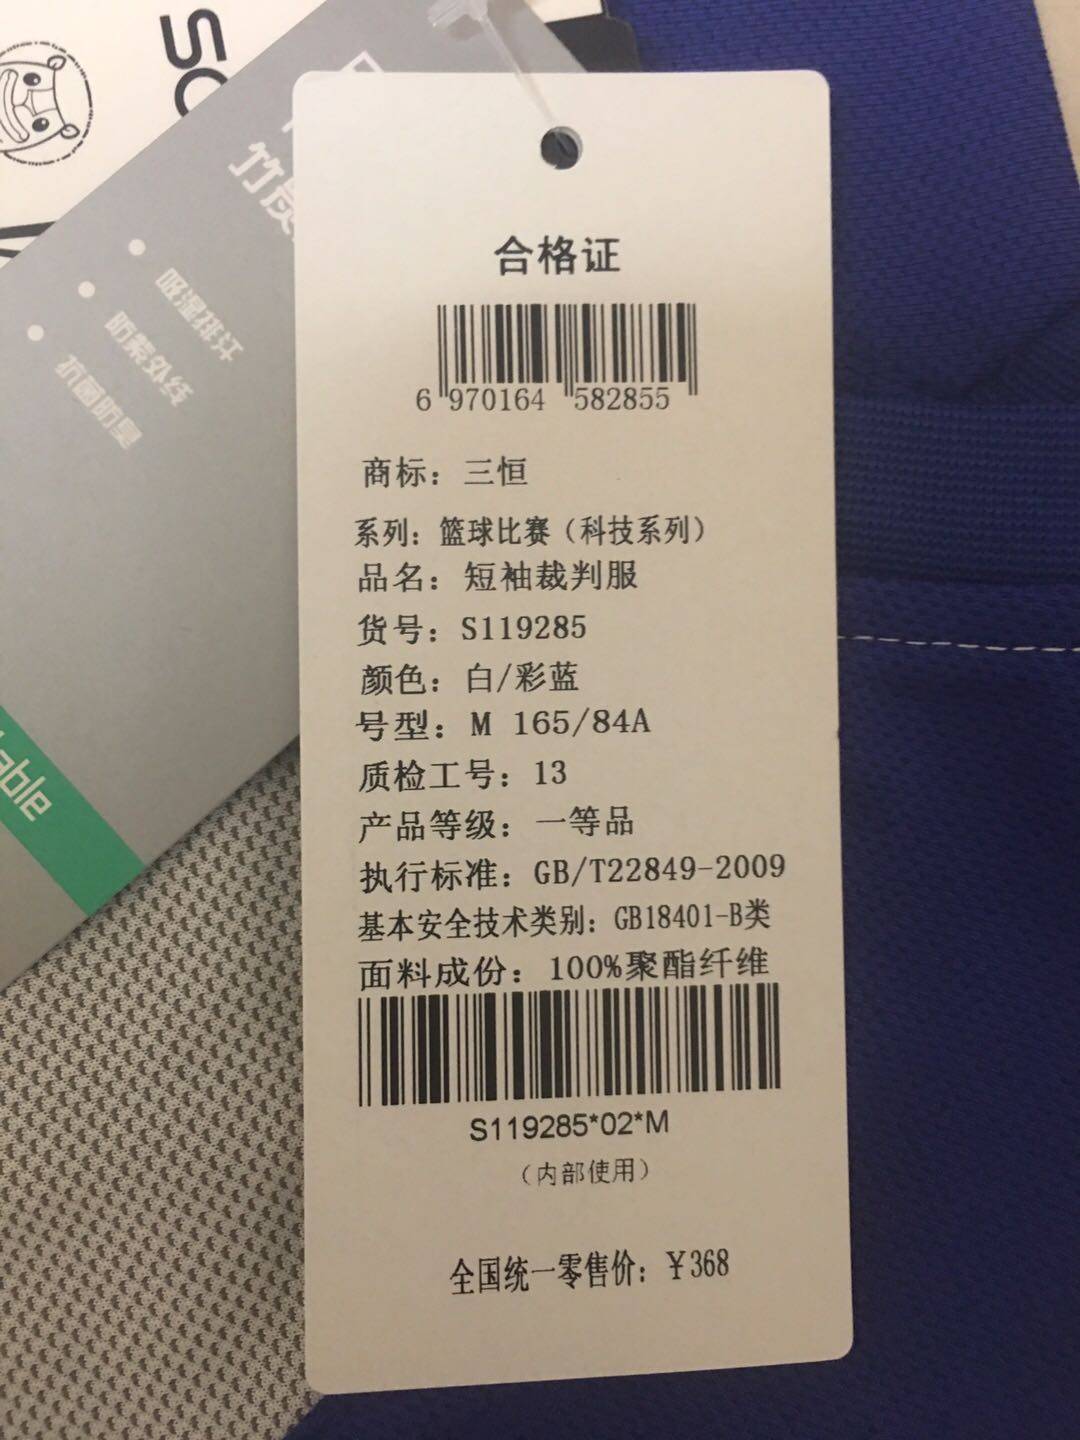 SC
竹炭
吸湿排汗
防紫外线
抗菌防臭
able
合格证
6 970164 582855
商标：三恒
系列：篮球比赛（科技系列）
品名：短袖裁判服
货号：S119285
颜色：白/彩蓝
号型：M 165/84A
质检工号：13
产品等级：一等品
执行标准：GB/T22849-2009
基本安全技术类别：GB18401-B类
面料成份：100%聚酯纤维
S119285*02*M
（内部使用）
全国统一零售价：￥368